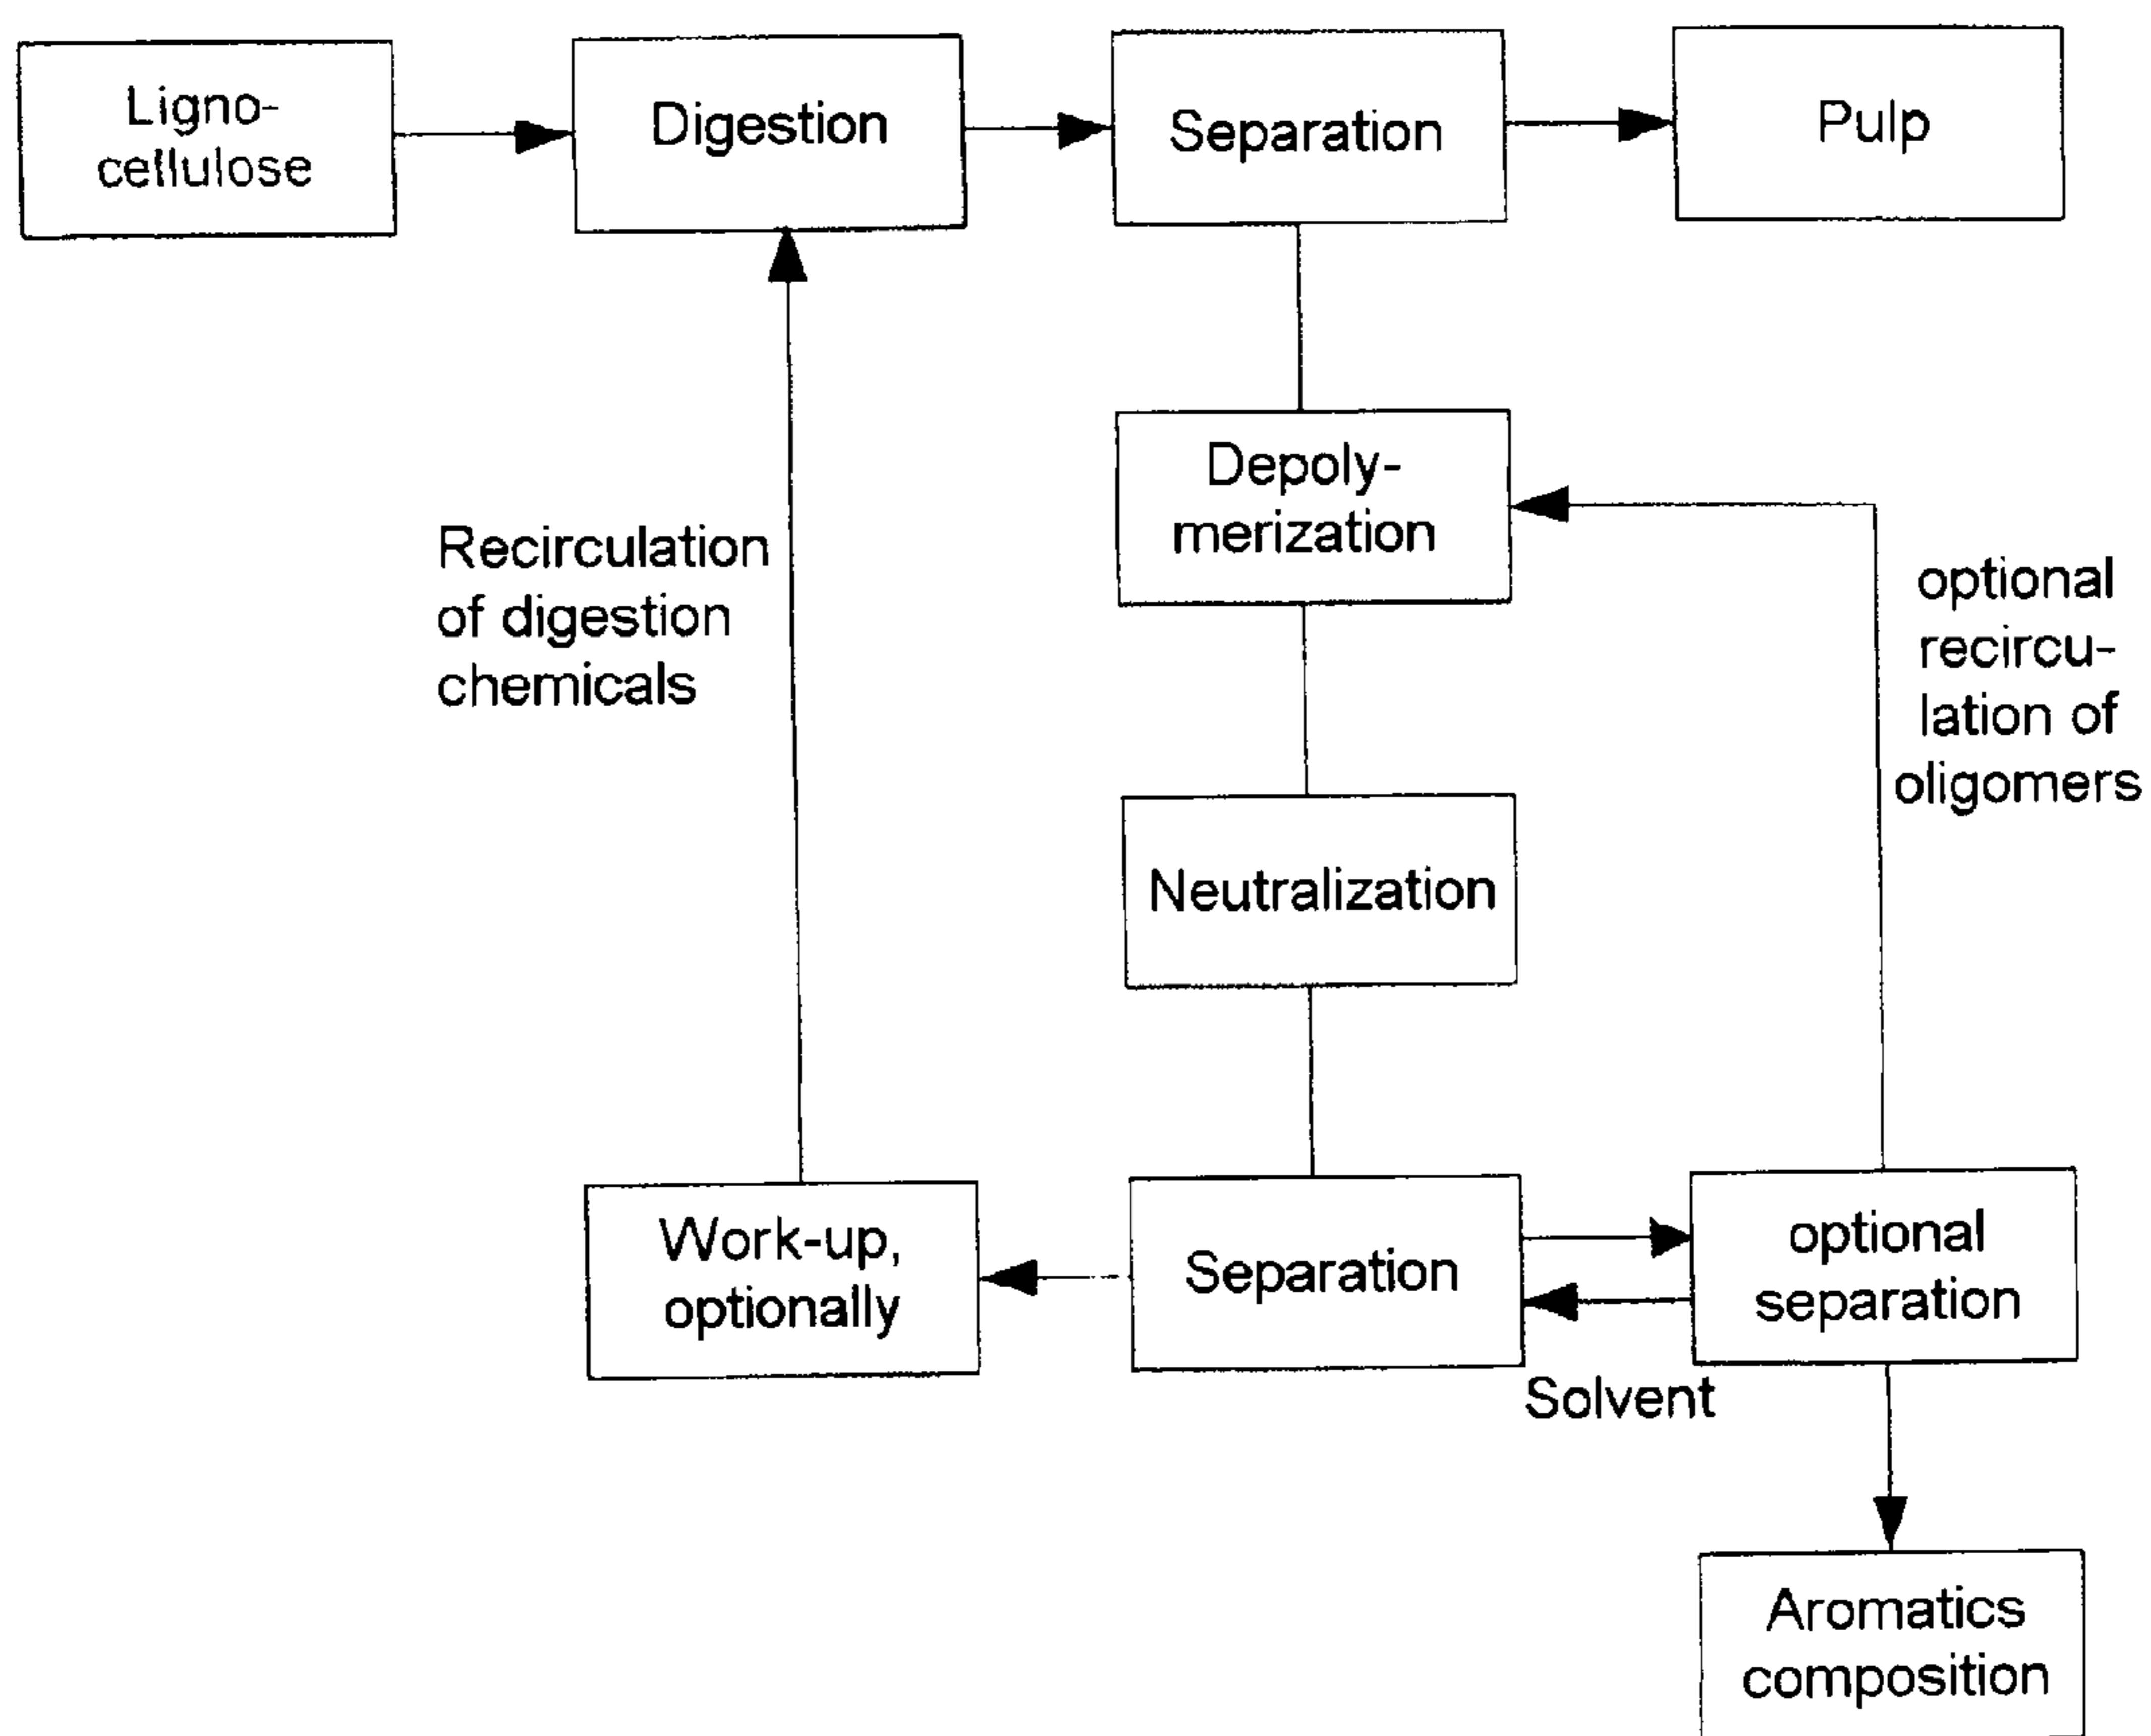 Ligno-
cellulose
Digestion
Separation
Pulp
Depoly-
merization
Recirculation
of digestion
chemicals
optional
recircu-
lation of
oligomers
Neutralization
Work-up,
optionally
Separation
optional
separation
Solvent
Aromatics
composition